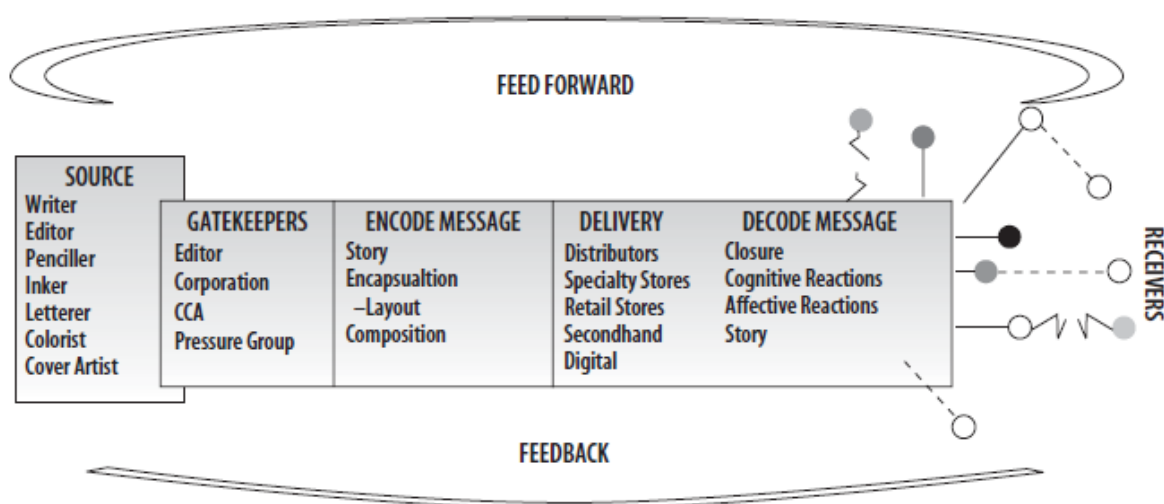 FEED FORWARD
SOURCE
Writer
Editor
Penciller
Inker
Letterer
Colorist
Cover Artist
GATEKEEPERS
Editor
Corporation
CCA
Pressure Group
ENCODE MESSAGE
Story
Encapsualtion
–Layout
Composition
DELIVERY
Distributors
Specialty Stores
Retail Stores
Secondhand
Digital
DECODE MESSAGE
Closure
Cognitive Reactions
Affective Reactions
Story
RECEIVERS
FEEDBACK